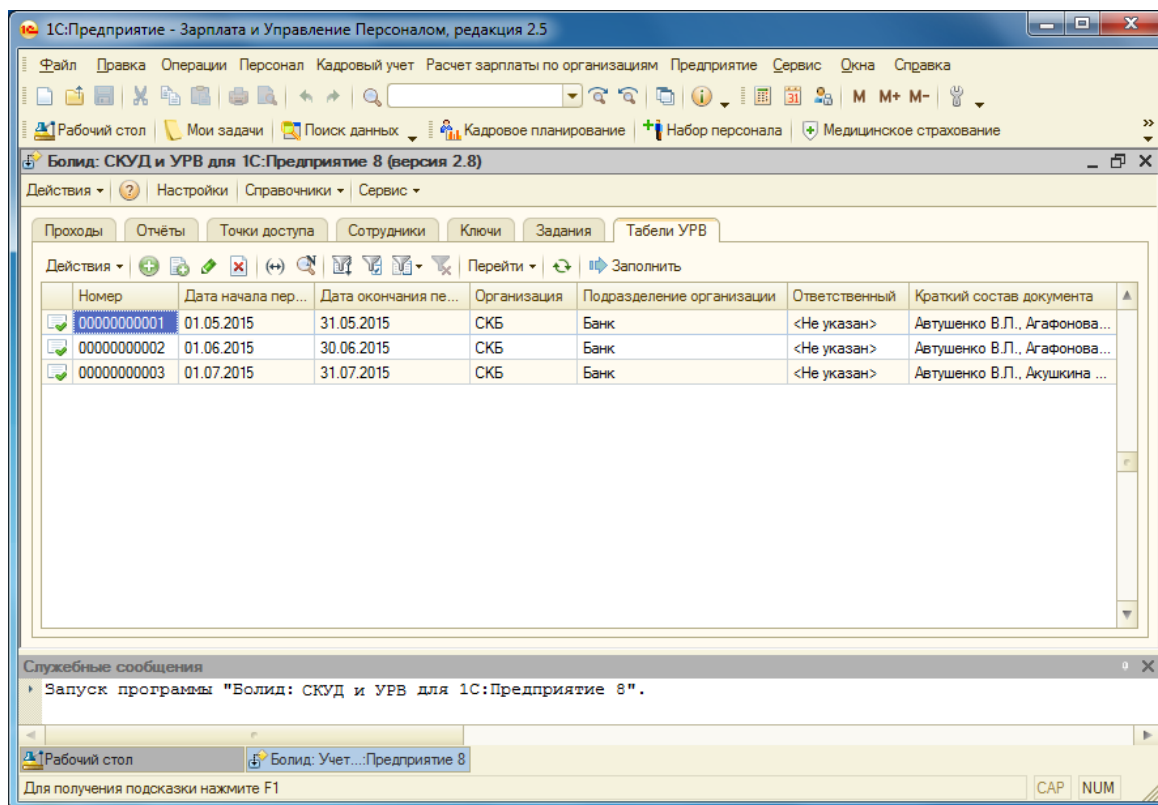 1С:Предприятие - Зарплата и Управление Персоналом, редакция 2.5
Файл Правка Операции Персонал Кадровый учет Расчет зарплаты по организациям Предприятие Сервис Окна Справка
M M+ M-
Рабочий стол Мои задачи Поиск данных Кадровое планирование Набор персонала Медицинское страхование
Болид: СКУД и УРВ для 1С:Предприятие 8 (версия 2.8)
Действия Настройки Справочники Сервис
Проходы Отчёты Точки доступа Сотрудники Ключи Задания Табели УРВ
Действия Перейти Заполнить
Номер Дата начала пер... Дата окончания пе... Организация Подразделение организации Ответственный Краткий состав документа
00000000001 01.05.2015 31.05.2015 СКБ Банк <Не указан> Автушенко В.П., Агафонова...
00000000002 01.06.2015 30.06.2015 СКБ Банк <Не указан> Автушенко В.П., Агафонова...
00000000003 01.07.2015 31.07.2015 СКБ Банк <Не указан> Автушенко В.П., Акушкина ...
Служебные сообщения
Запуск программы "Болид: СКУД и УРВ для 1С:Предприятие 8".
Рабочий стол Болид: Учет...:Предприятие 8
Для получения подсказки нажмите F1 CAP NUM